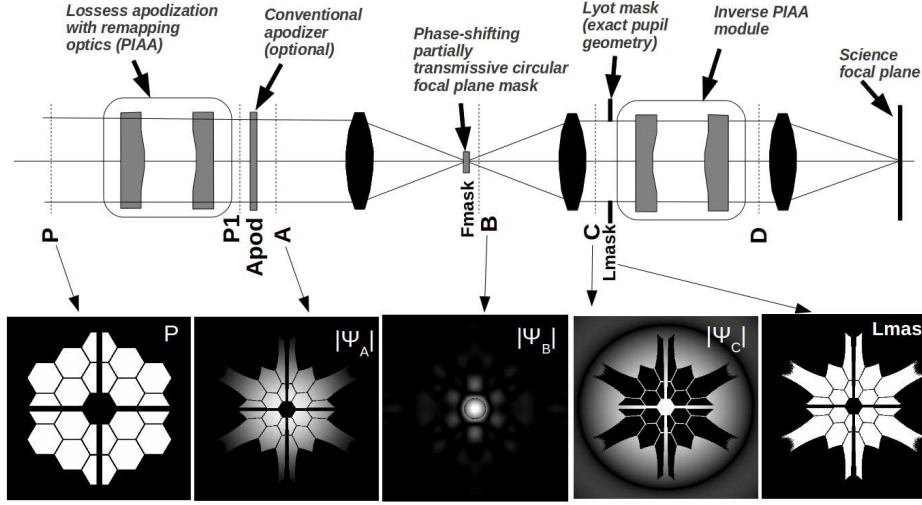 Lossess apodization
with remapping
optics (PIAA)
Conventional
apodizer
(optional)
Phase-shifting
partially
transmissive circular
focal plane mask
Lyot mask
(exact pupil
geometry)
Inverse PIAA
module
Science
focal plane
P
P1
Apod
A
Fmask
B
C
Lmask
D
P
|Ψ_A|
|Ψ_B|
|Ψ_C|
Lmas